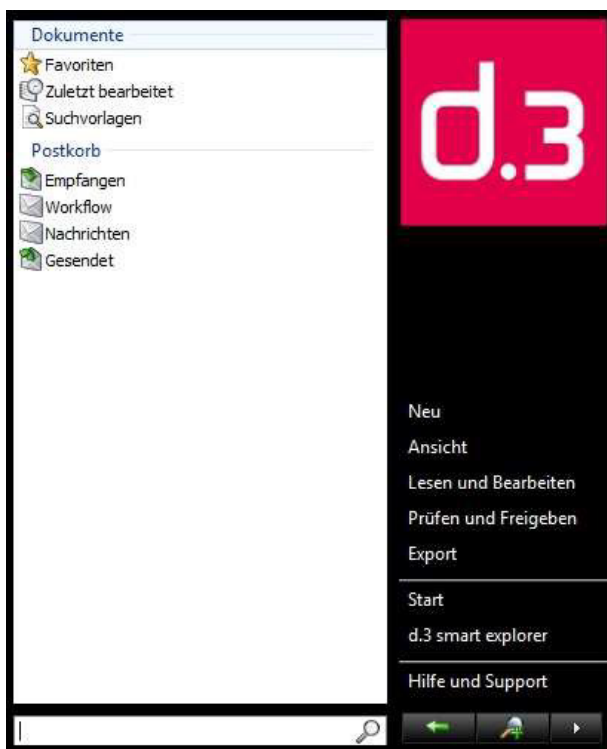 Dokumente
Favoriten
Zuletzt bearbeitet
Suchvorlagen
Postkorb
Empfangen
Workflow
Nachrichten
Gesendet
d.3
Neu
Ansicht
Lesen und Bearbeiten
Prüfen und Freigeben
Export
Start
d.3 smart explorer
Hilfe und Support